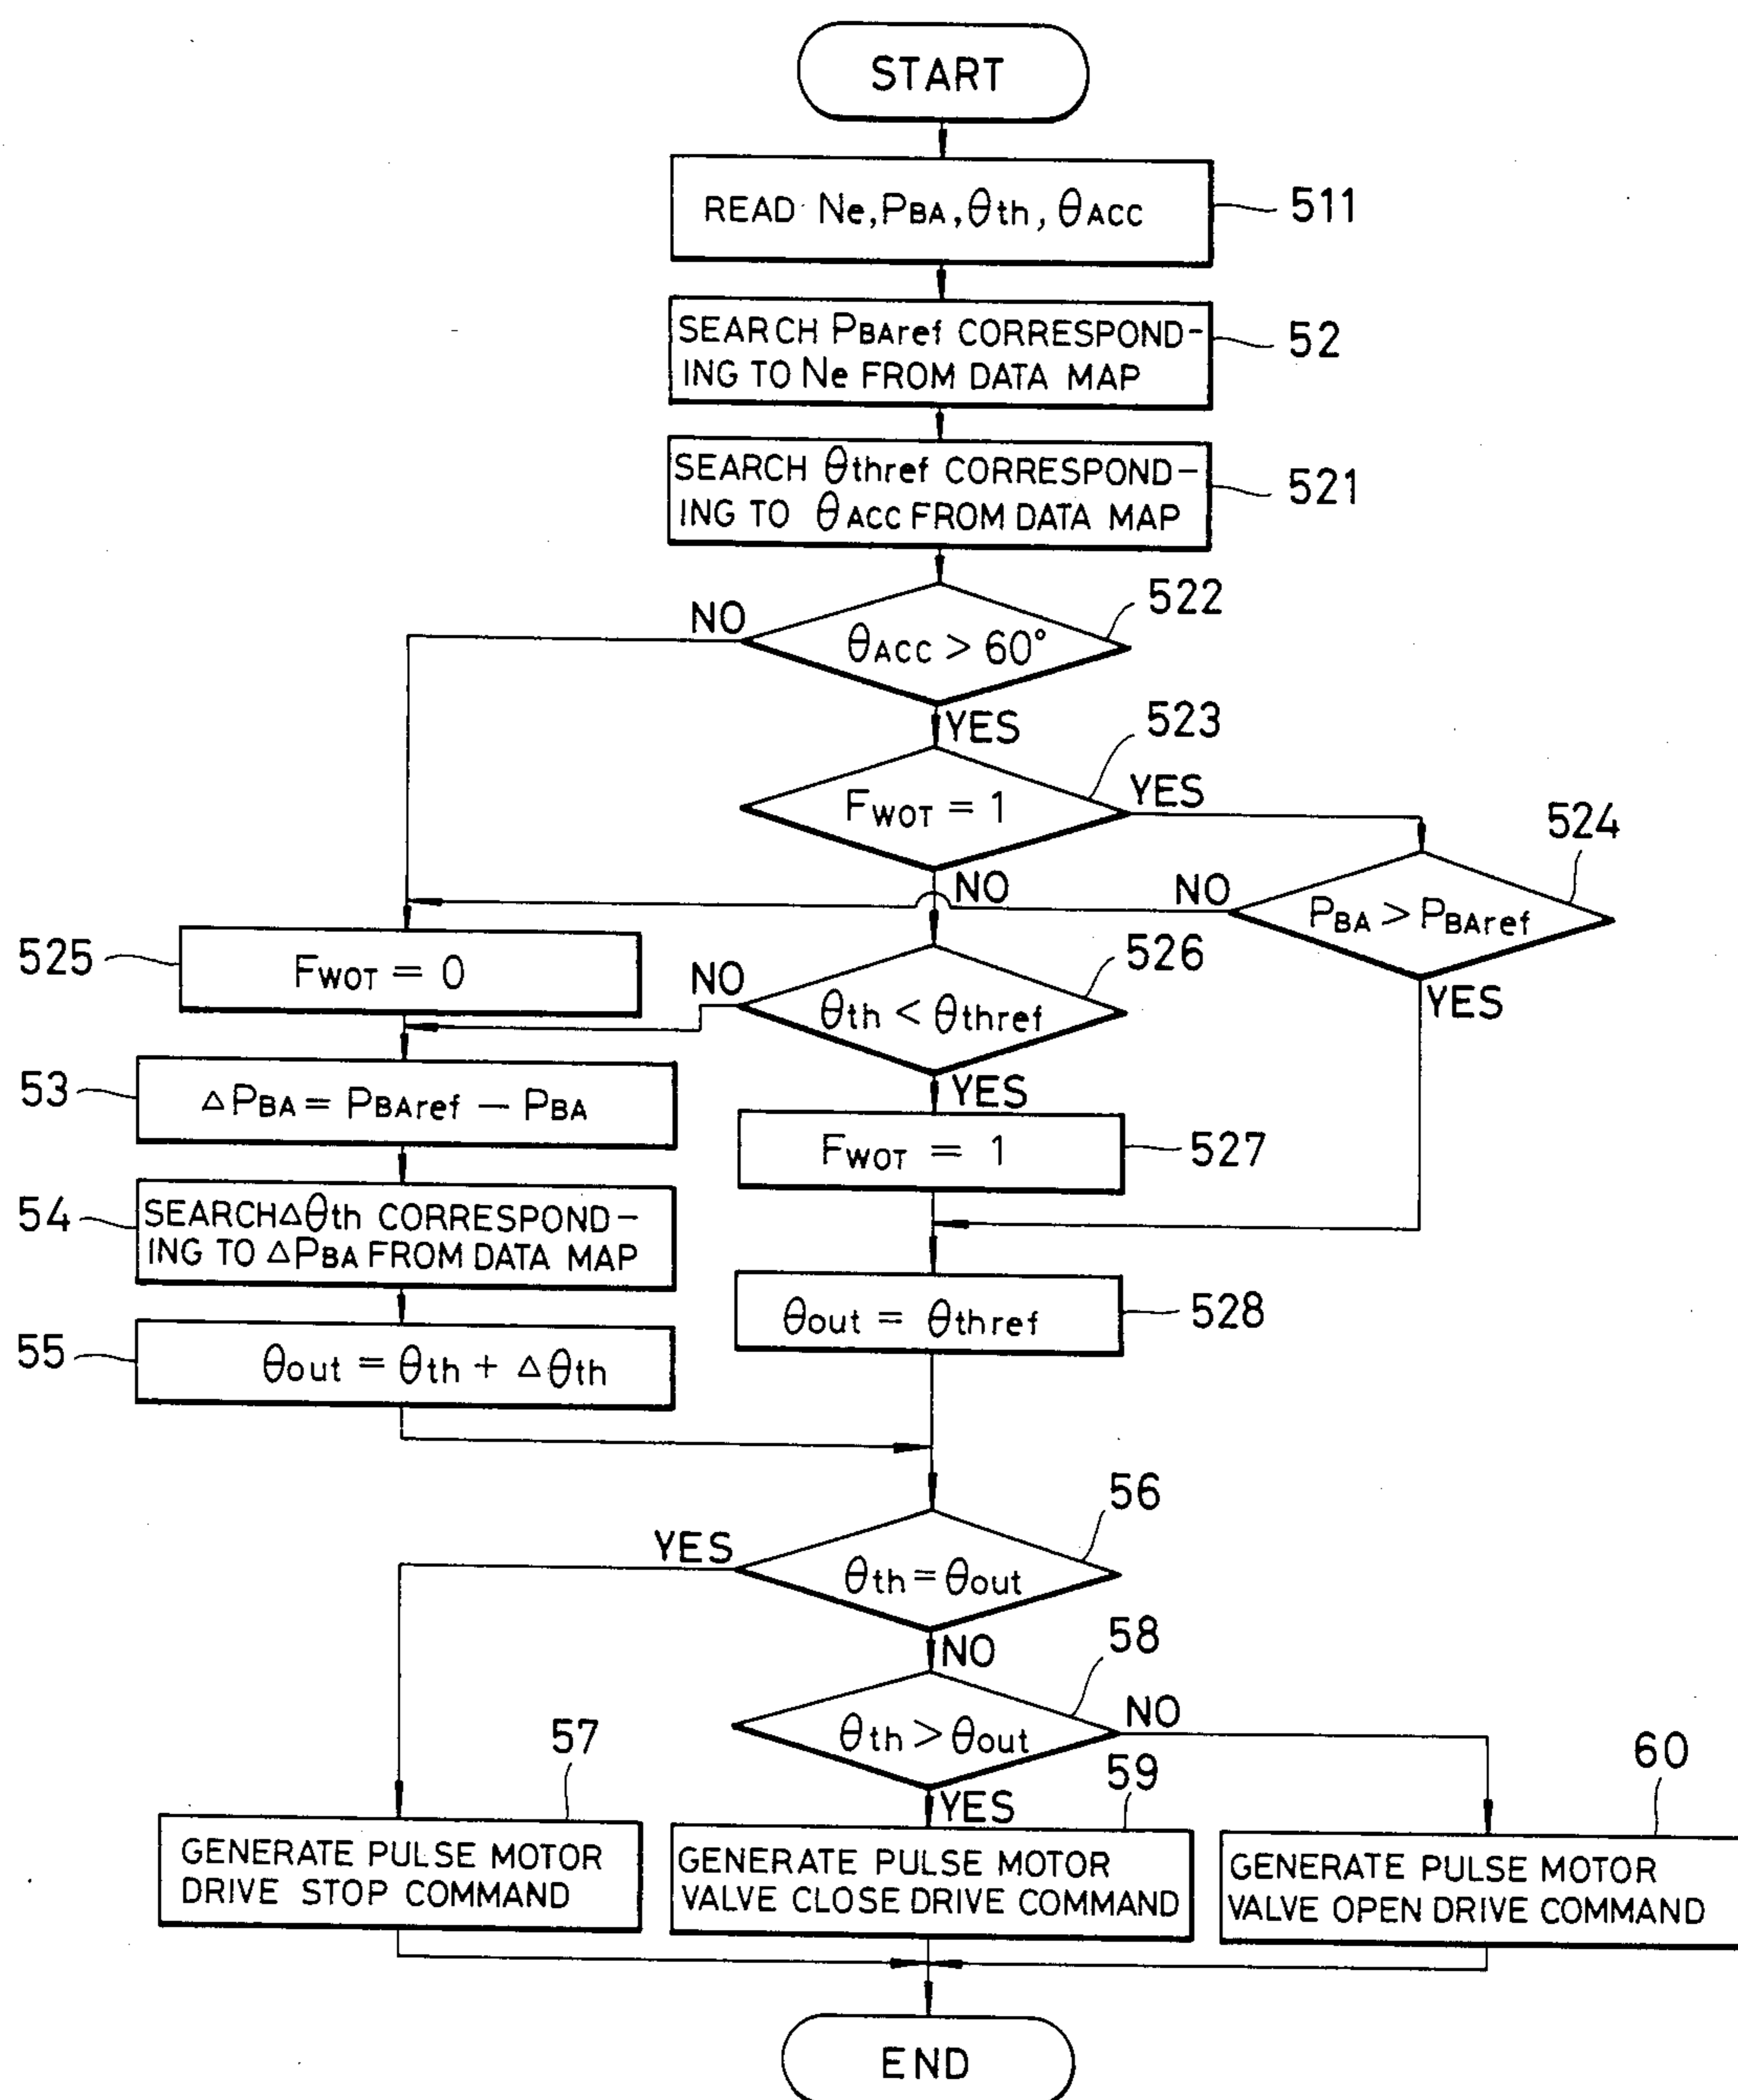 START
READ Ne, PBA, θth, θACC
511
SEARCH PBAref CORRESPOND-
ING TO Ne FROM DATA MAP
52
SEARCH θthref CORRESPOND-
ING TO θACC FROM DATA MAP
521
522
NO
θACC > 60°
YES
523
FWOT = 1
YES
524
NO
NO
PBA > PBAref
YES
525
FWOT = 0
526
NO
θth < θthref
YES
53
ΔPBA = PBAref – PBA
FWOT = 1
527
54
SEARCH Δθth CORRESPOND-
ING TO ΔPBA FROM DATA MAP
θout = θthref
528
55
θout = θth + Δθth
56
YES
θth = θout
NO
58
θth > θout
NO
YES
57
59
60
GENERATE PULSE MOTOR
DRIVE STOP COMMAND
GENERATE PULSE MOTOR
VALVE CLOSE DRIVE COMMAND
GENERATE PULSE MOTOR
VALVE OPEN DRIVE COMMAND
END